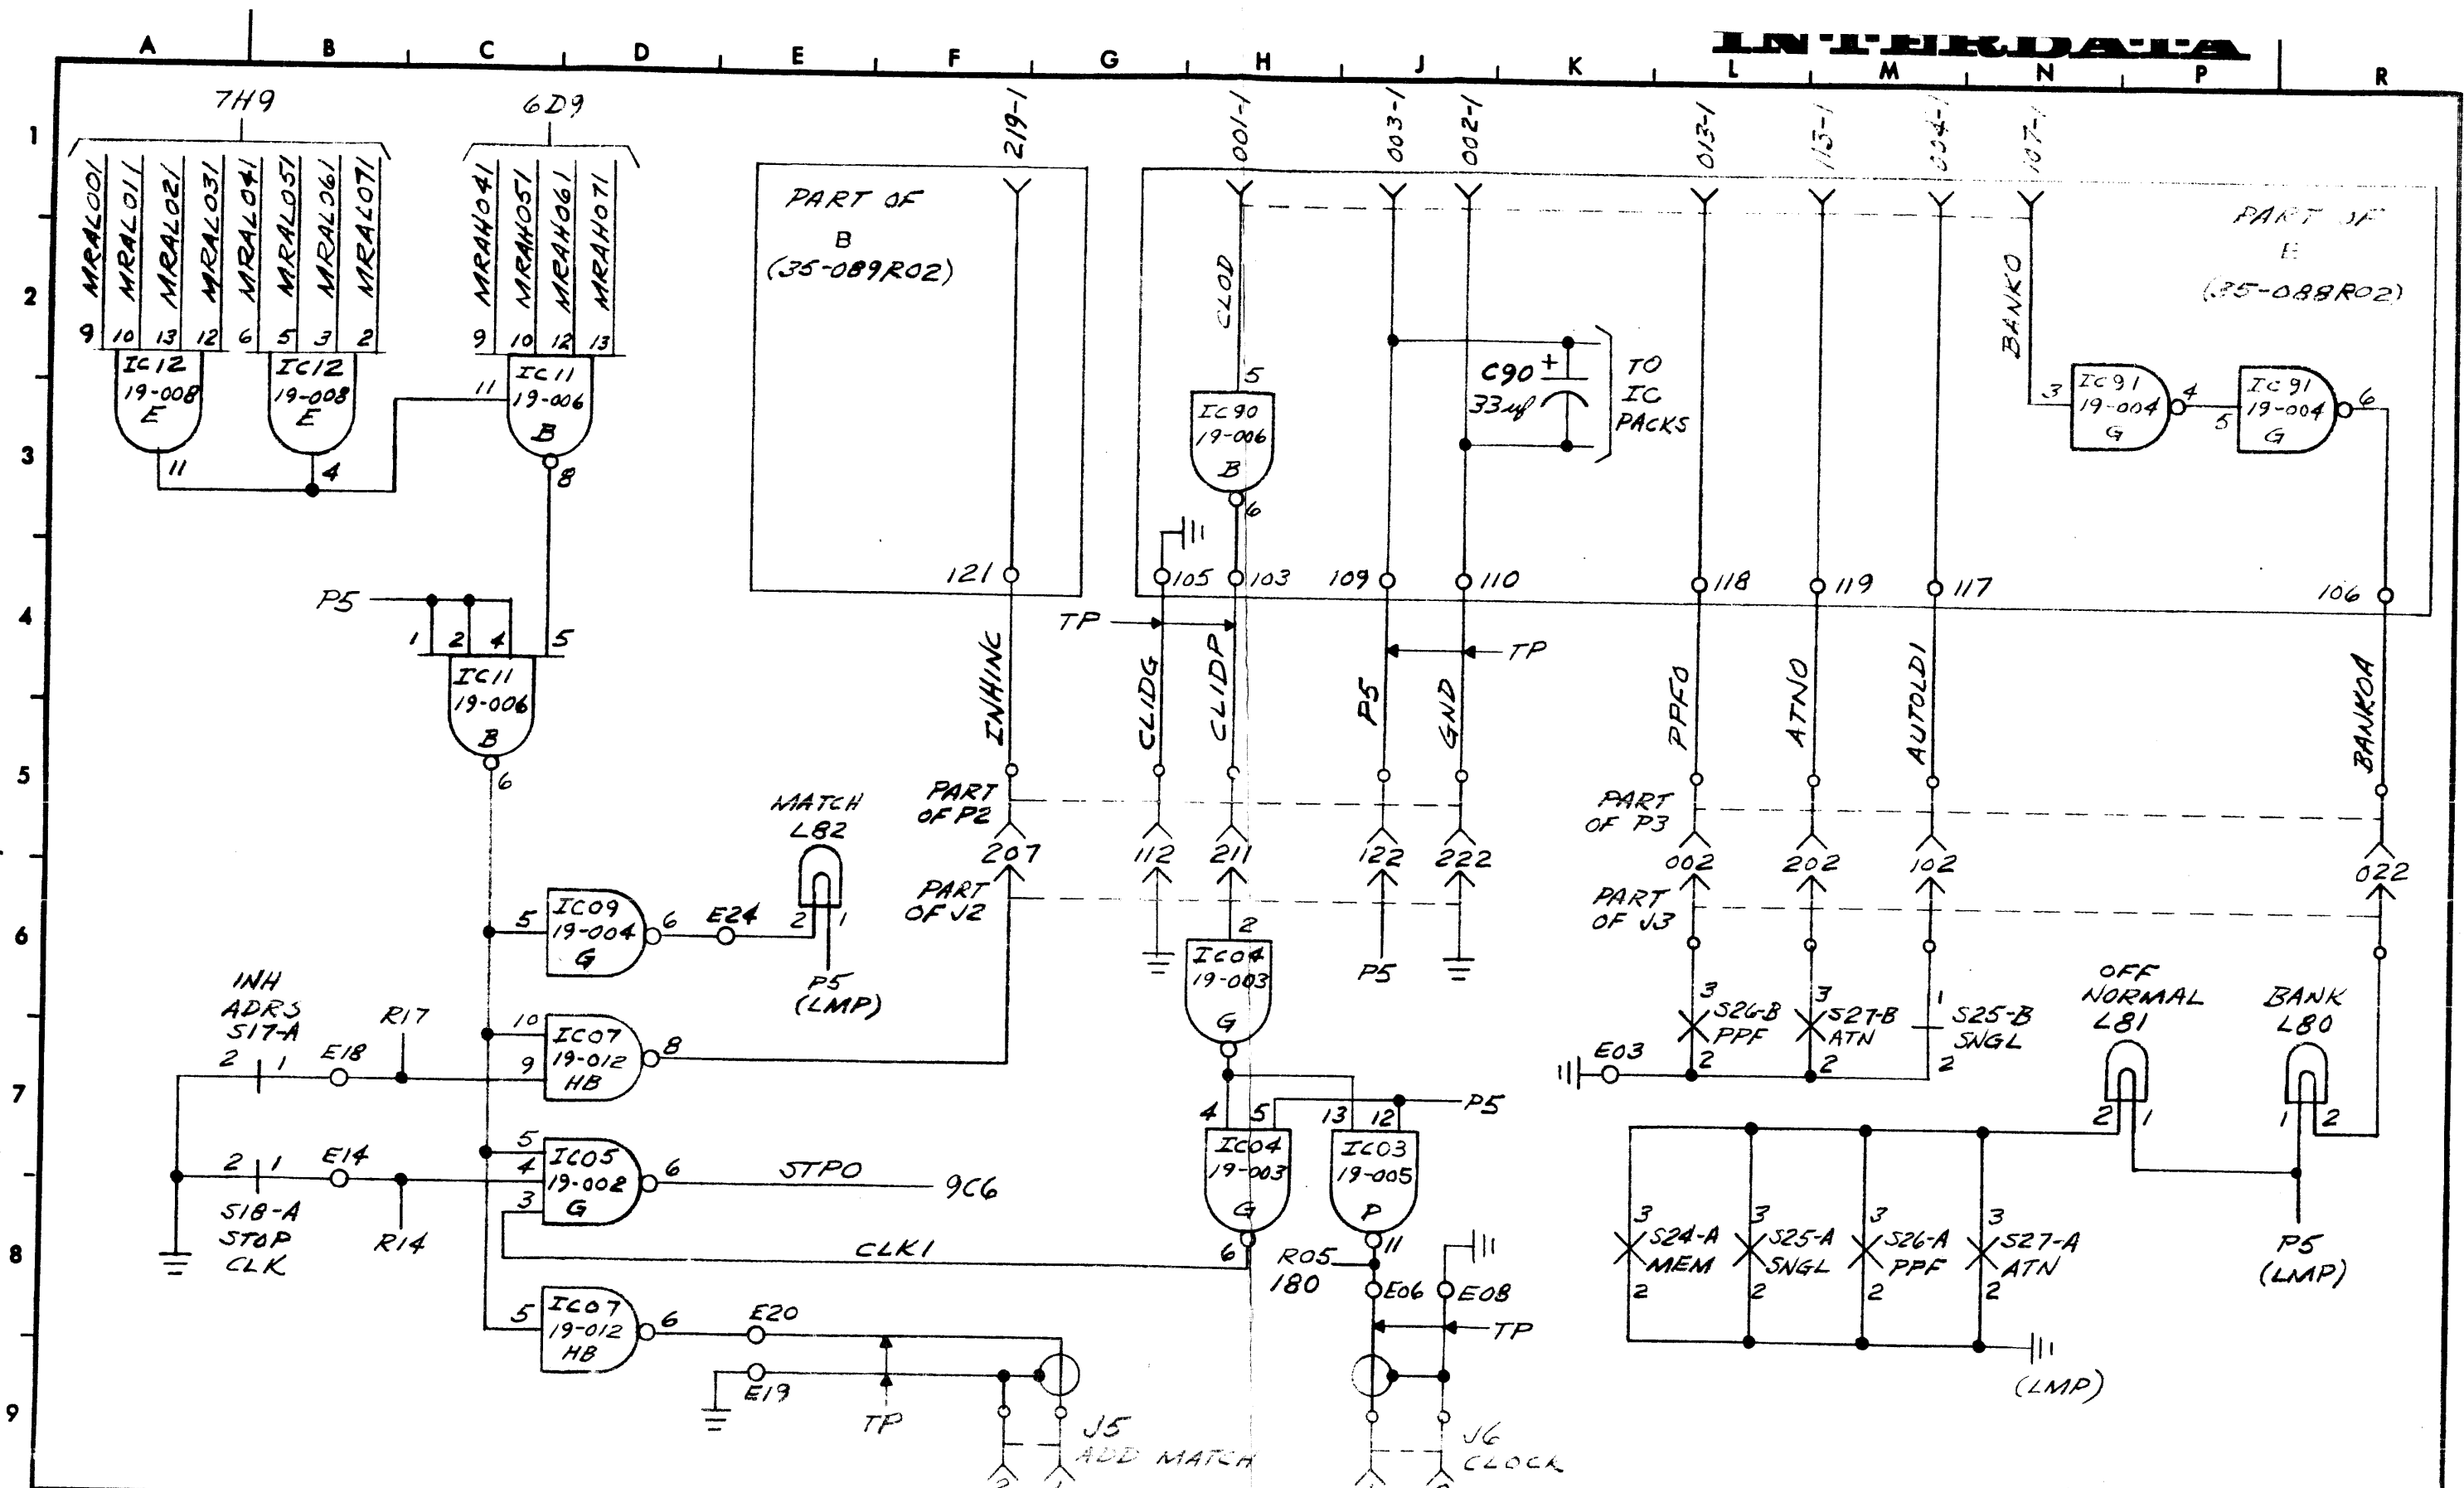 INTERDATA
A B C D E F G H J K L M N P R
1
2
3
4
5
6
7
8
9
7H9
6D9
MRAL001
MRAL011
MRAL021
MRAL031
MRAL041
MRAL051
MRAL061
MRAL071
MRAH041
MRAH051
MRAH061
MRAH071
9 10 13 12 6 5 3 2
9 10 12 13
IC12
19-008
E
11
IC12
19-008
E
4
11
IC11
19-006
B
8
P5
1 2 4 5
IC11
19-006
B
6
219-1
PART OF
B
(35-089R02)
121
001-1
003-1
002-1
013-1
113-1
004-1
107-1
PART OF
E
(35-088R02)
CLOD
5
IC90
19-006
B
6
C90 +
33uf
TO
IC
PACKS
BANK0
3
IC91
19-004
G
4
5
IC91
19-004
G
6
105
103
109
110
118
119
117
106
TP
TP
INHINC
CLIDG
CLIDP
P5
GND
PPF0
ATN0
AUTOLD1
BANK0A
PART
OF P2
207
112
211
122
222
PART
OF J2
PART
OF P3
002
202
102
022
PART
OF J3
MATCH
L82
5
IC09
19-004
G
6
E24
2 1
P5
(LMP)
INH
ADRS
S17-A
2 1
E18
R17
10
9
IC07
19-012
HB
8
2 1
E14
S18-A
STOP
CLK
R14
5
4
3
IC05
19-002
G
6
STP0
9C6
CLK1
5
IC07
19-012
HB
6
E20
E19
TP
J5
ADD MATCH
2
IC04
19-003
G
P5
4 5
IC04
19-003
G
6
13 12
P5
IC03
19-005
P
11
R05
180
E06
E08
TP
J6
CLOCK
3
S26-B
PPF
2
3
S27-B
ATN
2
1
S25-B
SNGL
2
E03
OFF
NORMAL
L81
2 1
BANK
L80
1 2
3
S24-A
MEM
2
3
S25-A
SNGL
2
3
S26-A
PPF
2
3
S27-A
ATN
2
(LMP)
P5
(LMP)